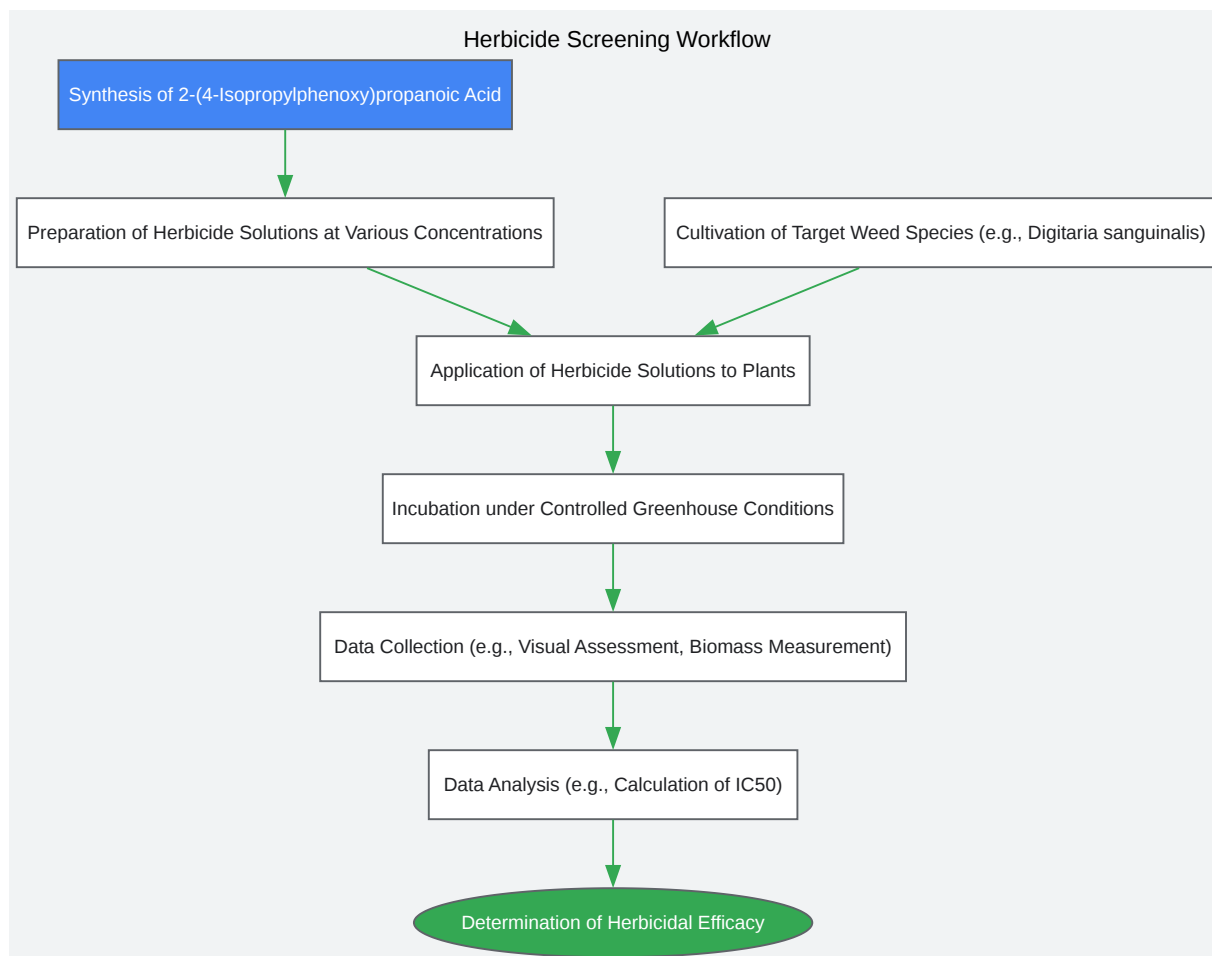 Herbicide Screening Workflow
Synthesis of 2-(4-Isopropylphenoxy)propanoic Acid
Preparation of Herbicide Solutions at Various Concentrations
Cultivation of Target Weed Species (e.g., Digitaria sanguinalis)
Application of Herbicide Solutions to Plants
Incubation under Controlled Greenhouse Conditions
Data Collection (e.g., Visual Assessment, Biomass Measurement)
Data Analysis (e.g., Calculation of IC50)
Determination of Herbicidal Efficacy